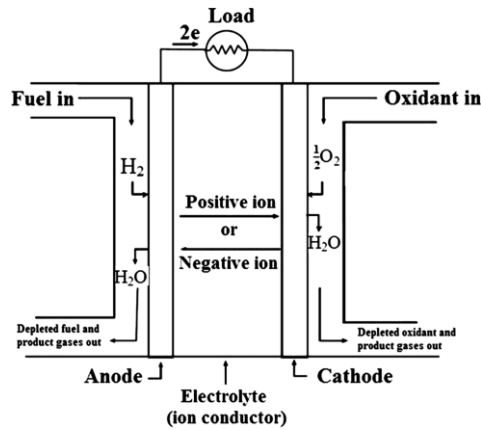 Load
2e
Fuel in
Oxidant in
H₂
½O₂
Positive ion
or
Negative ion
H₂O
H₂O
Depleted fuel and
product gases out
Depleted oxidant and
product gases out
Anode
Cathode
Electrolyte
(ion conductor)